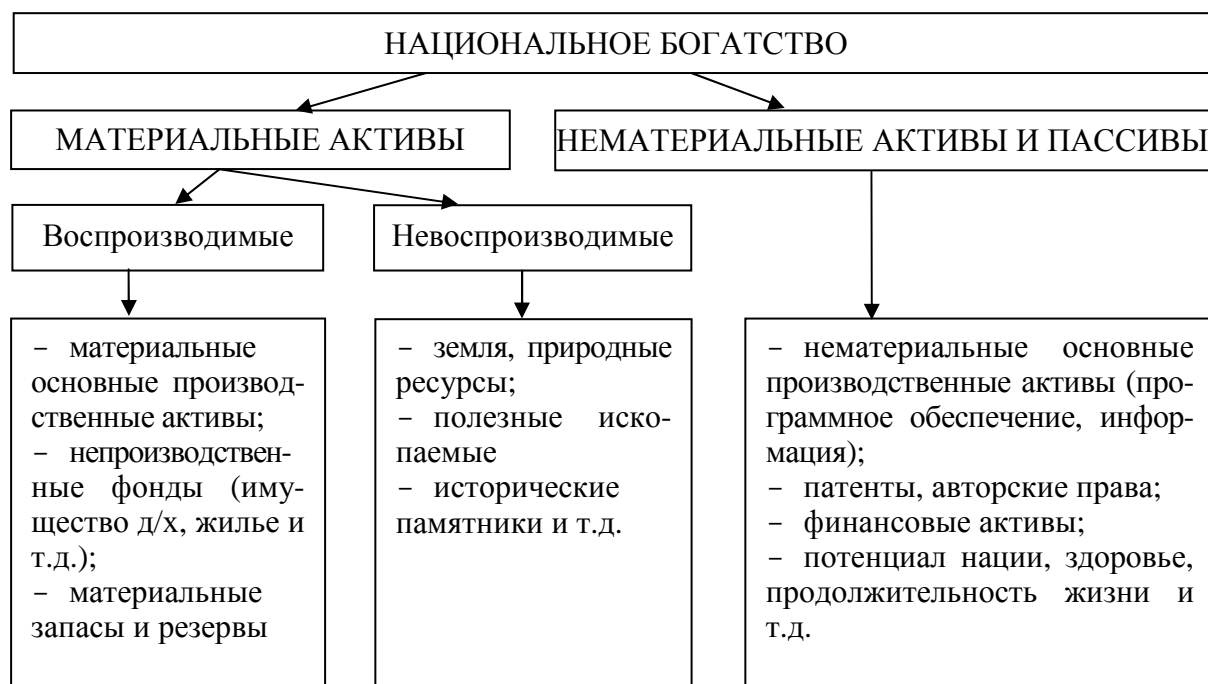 НАЦИОНАЛЬНОЕ БОГАТСТВО
МАТЕРИАЛЬНЫЕ АКТИВЫ
НЕМАТЕРИАЛЬНЫЕ АКТИВЫ И ПАССИВЫ
Воспроизводимые
Невоспроизводимые
– материальные
основные производ-
ственные активы;
– непроизводствен-
ные фонды (иму-
щество д/х, жилье и
т.д.);
– материальные
запасы и резервы
– земля, природные
ресурсы;
– полезные иско-
паемые
– исторические
памятники и т.д.
– нематериальные основные
производственные активы (про-
граммное обеспечение, инфор-
мация);
– патенты, авторские права;
– финансовые активы;
– потенциал нации, здоровье,
продолжительность жизни и
т.д.